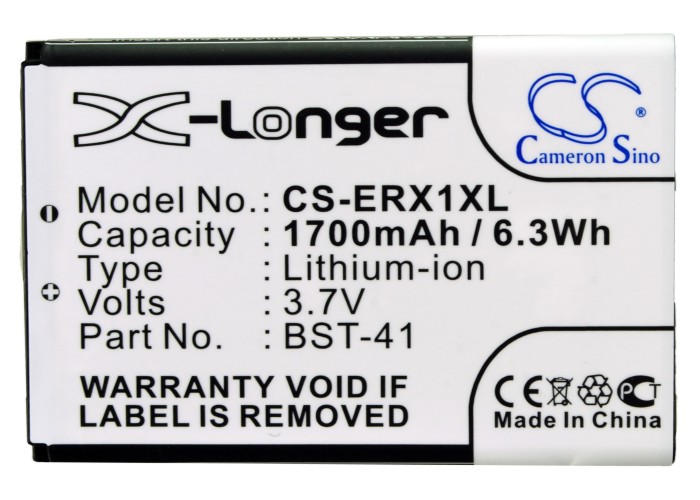 X-Longer
CS®
Cameron Sino
Model No.: CS-ERX1XL
Capacity : 1700mAh / 6.3Wh
Type : Lithium-ion
Volts : 3.7V
Part No. : BST-41
WARRANTY VOID IF
LABEL IS REMOVED
CE PCT
Made In China